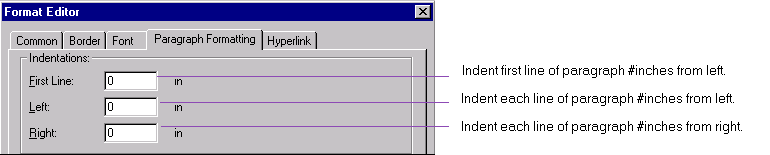 Format Editor
Common Border Font Paragraph Formatting Hyperlink
Indentations:
First Line: 0 in Indent first line of paragraph #inches from left.
Left: 0 in Indent each line of paragraph #inches from left.
Right: 0 in Indent each line of paragraph #inches from right.